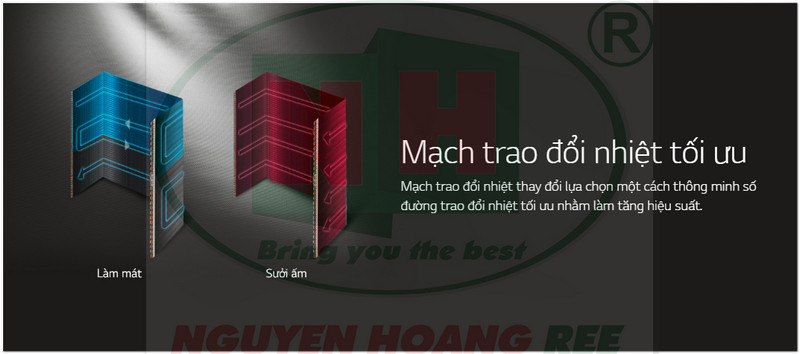 ®
NH
Mạch trao đổi nhiệt tối ưu
Mạch trao đổi nhiệt thay đổi lựa chọn một cách thông minh số
đường trao đổi nhiệt tối ưu nhằm làm tăng hiệu suất.
Bring you the best
Làm mát
Sưởi ấm
NGUYEN HOANG REE